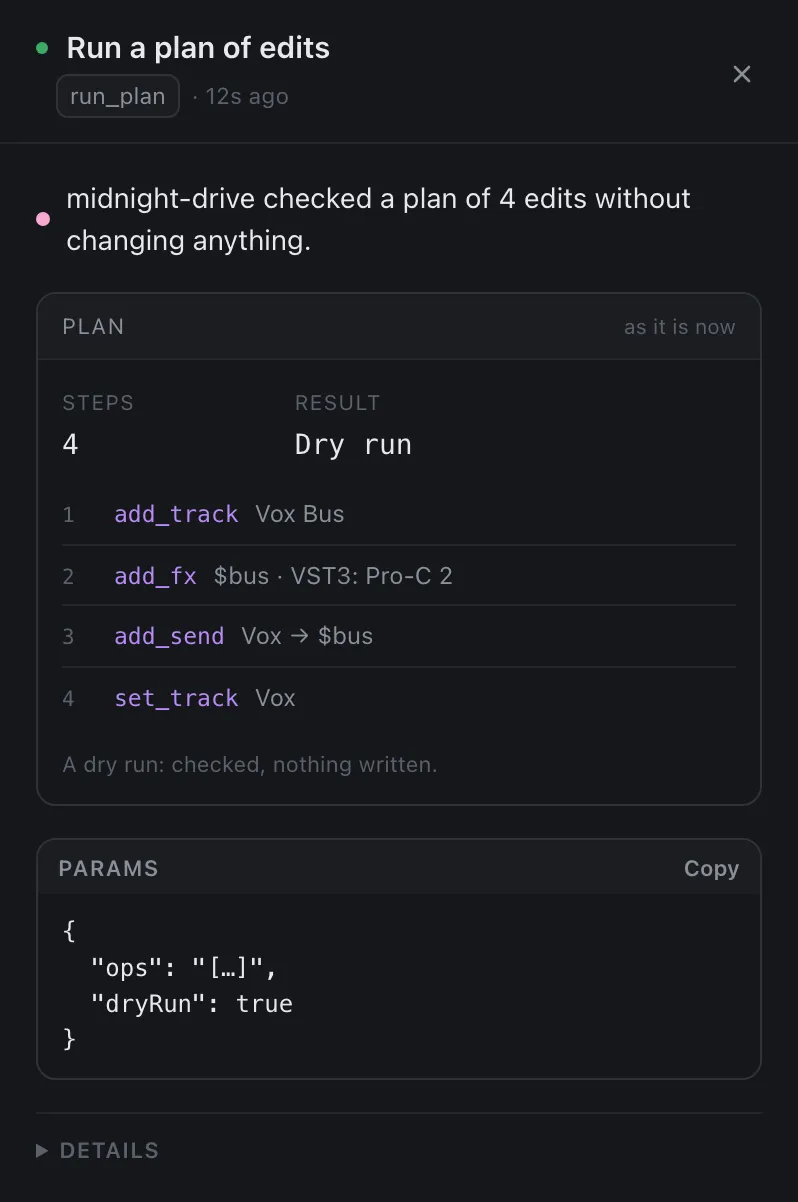 Run a plan of edits
run_plan · 12s ago
midnight-drive checked a plan of 4 edits without
changing anything.
PLAN as it is now
STEPS RESULT
4 Dry run
1 add_track Vox Bus
2 add_fx $bus · VST3: Pro-C 2
3 add_send Vox → $bus
4 set_track Vox
A dry run: checked, nothing written.
PARAMS Copy
{
  "ops": "[…]",
  "dryRun": true
}
DETAILS